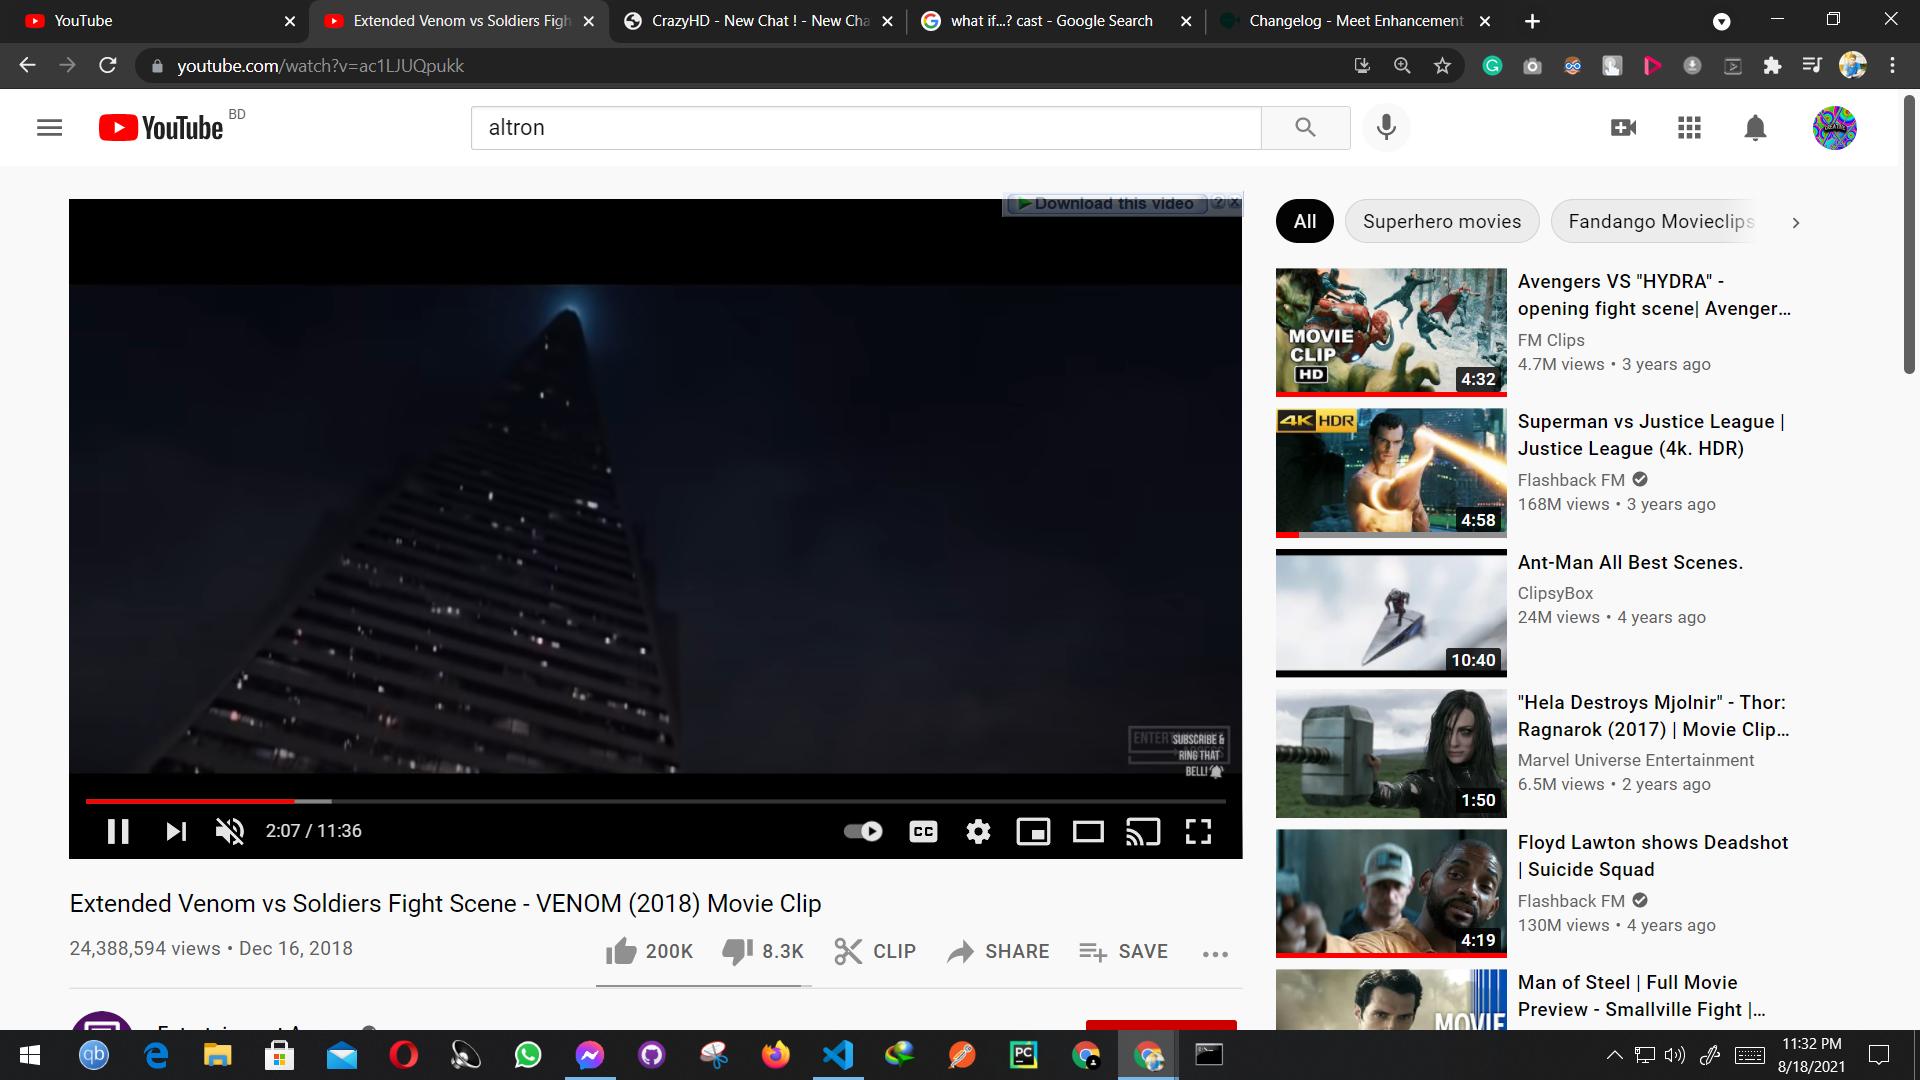 YouTube
Extended Venom vs Soldiers Figh
CrazyHD - New Chat ! - New Cha
what if...? cast - Google Search
Changelog - Meet Enhancement
youtube.com/watch?v=ac1LJUQpukk
YouTube BD
altron
Download this video ? x
All
Superhero movies
Fandango Movieclips
MOVIE
CLIP
HD
4:32
Avengers VS "HYDRA" -
opening fight scene| Avenger...
FM Clips
4.7M views • 3 years ago
4K HDR
4:58
Superman vs Justice League |
Justice League (4k. HDR)
Flashback FM
168M views • 3 years ago
10:40
Ant-Man All Best Scenes.
ClipsyBox
24M views • 4 years ago
1:50
"Hela Destroys Mjolnir" - Thor:
Ragnarok (2017) | Movie Clip...
Marvel Universe Entertainment
6.5M views • 2 years ago
4:19
Floyd Lawton shows Deadshot
| Suicide Squad
Flashback FM
130M views • 4 years ago
MOVIE
Man of Steel | Full Movie
Preview - Smallville Fight |...
SUBSCRIBE &
RING THAT
BELL!
2:07 / 11:36
CC
Extended Venom vs Soldiers Fight Scene - VENOM (2018) Movie Clip
24,388,594 views • Dec 16, 2018
200K
8.3K
CLIP
SHARE
SAVE
qb
PC
11:32 PM
8/18/2021